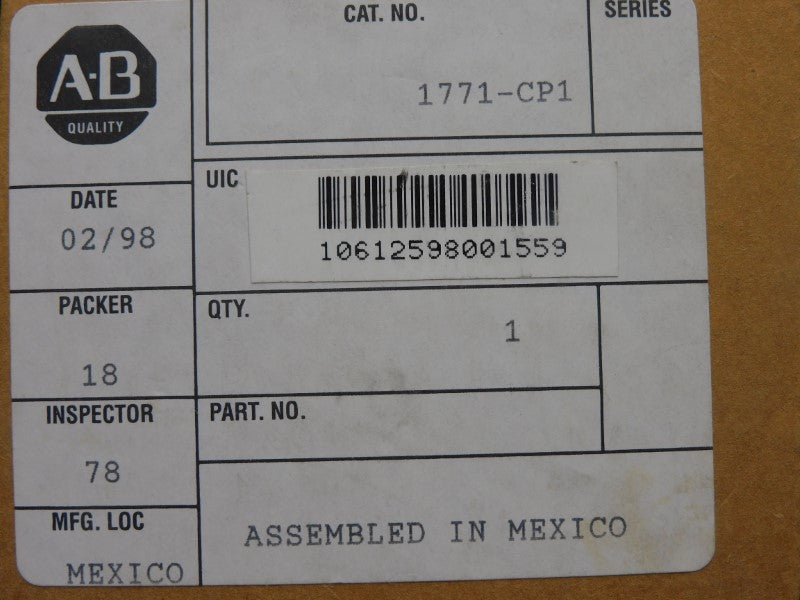 A-B
QUALITY
CAT. NO.
1771-CP1
SERIES
DATE
02/98
UIC
10612598001559
PACKER
18
QTY.
1
INSPECTOR
78
PART. NO.
MFG. LOC
MEXICO
ASSEMBLED IN MEXICO